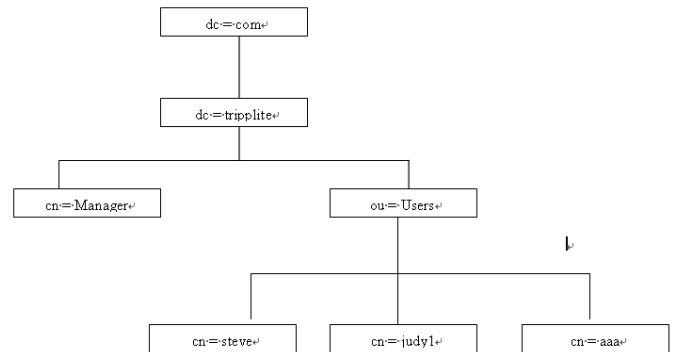 dc = com
dc = tripplite
cn = Manager
ou = Users
cn = steve
cn = judy1
cn = aaa